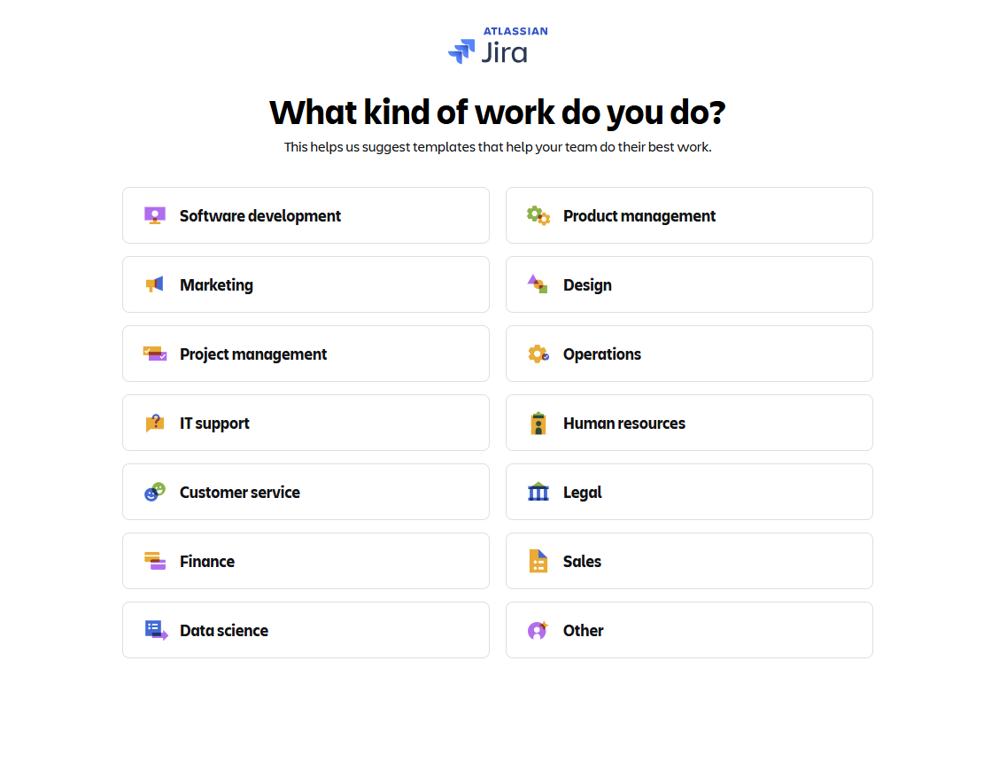 ATLASSIAN
Jira
What kind of work do you do?
This helps us suggest templates that help your team do their best work.
Software development
Product management
Marketing
Design
Project management
Operations
IT support
Human resources
Customer service
Legal
Finance
Sales
Data science
Other